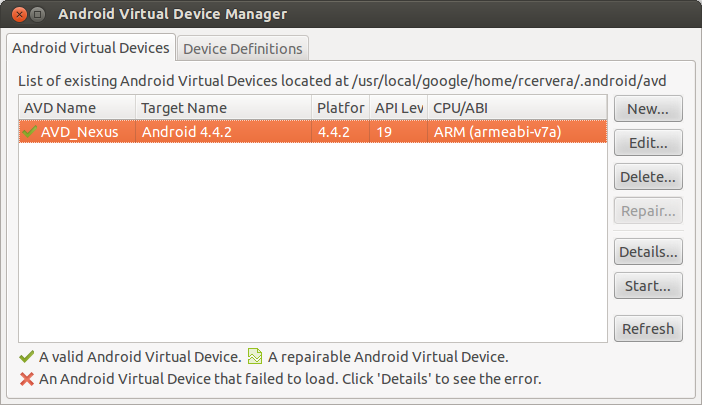 Android Virtual Device Manager
Android Virtual Devices Device Definitions
List of existing Android Virtual Devices located at /usr/local/google/home/rcervera/.android/avd
AVD Name Target Name Platfor API Lev CPU/ABI New...
AVD_Nexus Android 4.4.2 4.4.2 19 ARM (armeabi-v7a)
Edit...
Delete...
Repair...
Details...
Start...
Refresh
A valid Android Virtual Device. A repairable Android Virtual Device.
An Android Virtual Device that failed to load. Click 'Details' to see the error.